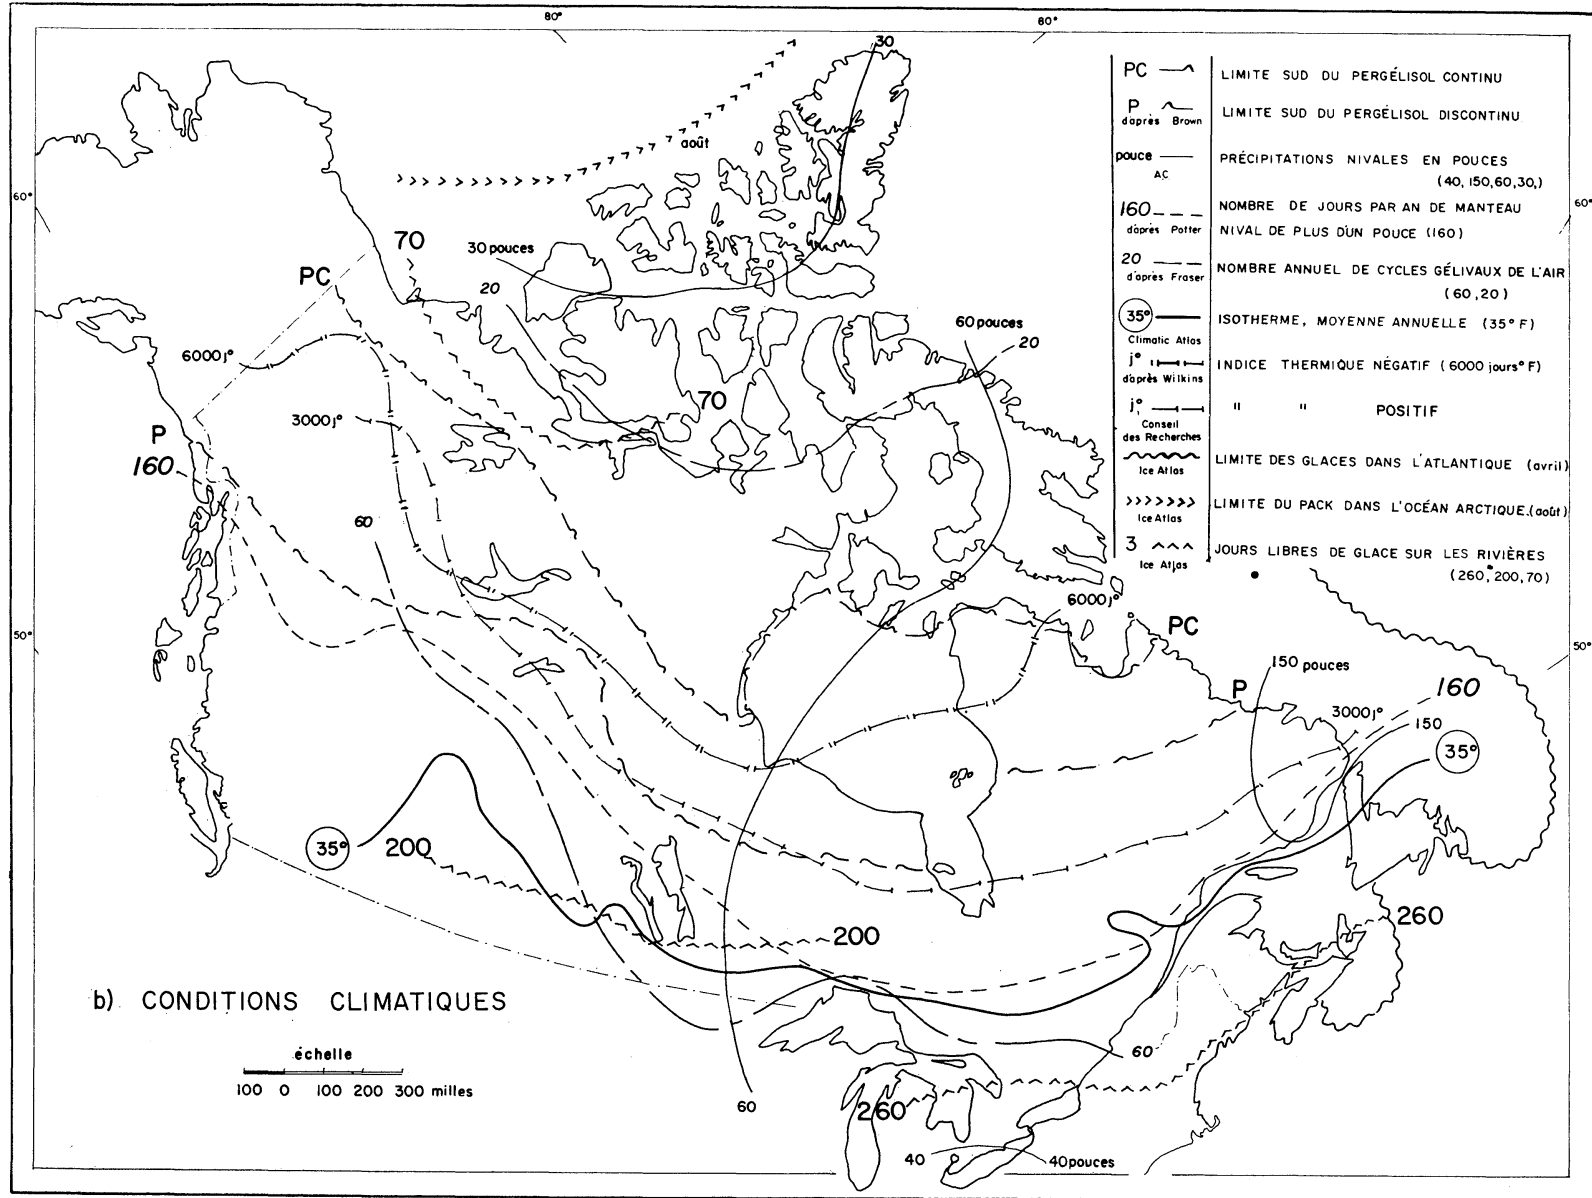 80°
60°
PC
LIMITE SUD DU PERGÉLISOL CONTINU
P
d'après Brown
LIMITE SUD DU PERGÉLISOL DISCONTINU
pouce
AC
PRÉCIPITATIONS NIVALES EN POUCES
(40, 150, 60, 30,)
160
d'après Potter
NOMBRE DE JOURS PAR AN DE MANTEAU
NIVAL DE PLUS D'UN POUCE (160)
20
d'après Fraser
NOMBRE ANNUEL DE CYCLES GÉLIVAUX DE L'AIR
(60, 20)
35°
Climatic Atlas
ISOTHERME, MOYENNE ANNUELLE (35° F)
j°
d'après Wilkins
INDICE THERMIQUE NÉGATIF (6000 jours° F)
j°
Conseil
des Recherches
" " POSITIF
Ice Atlas
LIMITE DES GLACES DANS L'ATLANTIQUE (avril)
Ice Atlas
LIMITE DU PACK DANS L'OCÉAN ARCTIQUE.(août)
3
Ice Atlas
JOURS LIBRES DE GLACE SUR LES RIVIÈRES
(260, 200, 70)
30
août
60°
60°
70
30 pouces
PC
20
60 pouces
20
6000 j°
70
3000 j°
P
160
60
6000 j°
PC
50°
50°
150 pouces
P
160
3000 j°
150
35°
35°
200
200
260
b) CONDITIONS CLIMATIQUES
échelle
100 0 100 200 300 milles
60
60
260
40
40 pouces